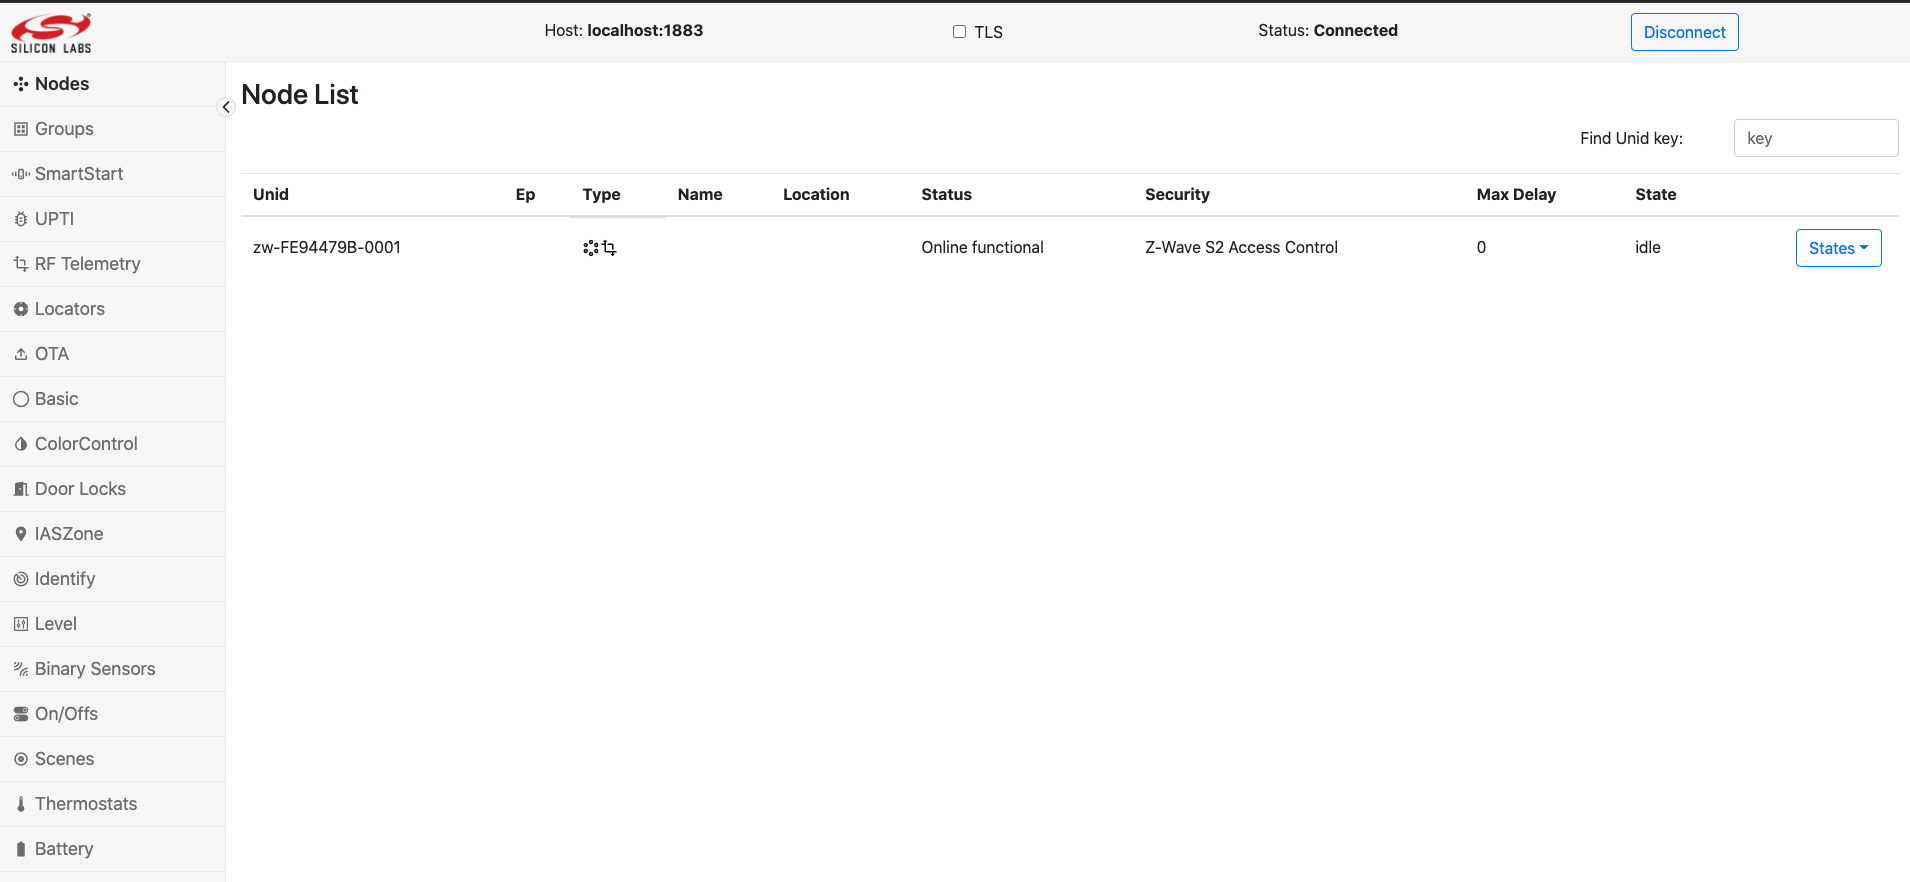 SILICON LABS
Host: localhost:1883
TLS
Status: Connected
Disconnect
Nodes
Groups
SmartStart
UPTI
RF Telemetry
Locators
OTA
Basic
ColorControl
Door Locks
IASZone
Identify
Level
Binary Sensors
On/Offs
Scenes
Thermostats
Battery
Node List
Find Unid key: key
Unid Ep Type Name Location Status Security Max Delay State
zw-FE94479B-0001 Online functional Z-Wave S2 Access Control 0 idle States